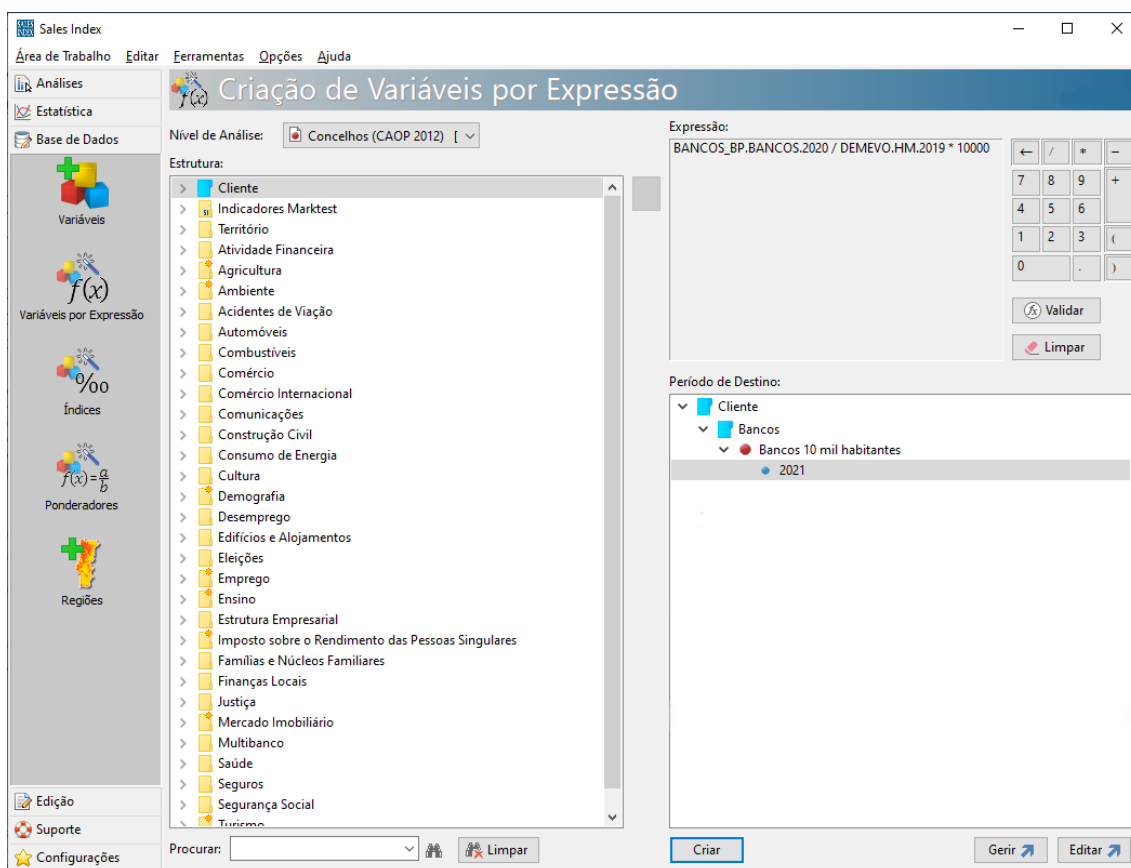 Sales Index
Área de Trabalho Editar Ferramentas Opções Ajuda
Análises
Estatística
Base de Dados
Variáveis
f(x)
Variáveis por Expressão
%00
Índices
f(x)=a/b
Ponderadores
Regiões
Edição
Suporte
Configurações
f(x) Criação de Variáveis por Expressão
Nível de Análise: Concelhos (CAOP 2012) [
Estrutura:
Cliente
Indicadores Marktest
Território
Atividade Financeira
Agricultura
Ambiente
Acidentes de Viação
Automóveis
Combustíveis
Comércio
Comércio Internacional
Comunicações
Construção Civil
Consumo de Energia
Cultura
Demografia
Desemprego
Edifícios e Alojamentos
Eleições
Emprego
Ensino
Estrutura Empresarial
Imposto sobre o Rendimento das Pessoas Singulares
Famílias e Núcleos Familiares
Finanças Locais
Justiça
Mercado Imobiliário
Multibanco
Saúde
Seguros
Segurança Social
Turismo
Procurar: Limpar
Expressão:
BANCOS_BP.BANCOS.2020 / DEMEVO.HM.2019 * 10000
← / * −
7 8 9 +
4 5 6
1 2 3 (
0 . )
fx Validar
Limpar
Período de Destino:
Cliente
Bancos
Bancos 10 mil habitantes
2021
Criar Gerir Editar